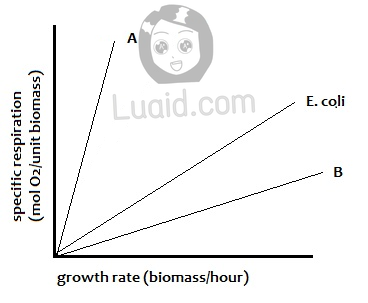 A
Luaid.com
E. coli
B
specific respiration
(mol O2/unit biomass)
growth rate (biomass/hour)